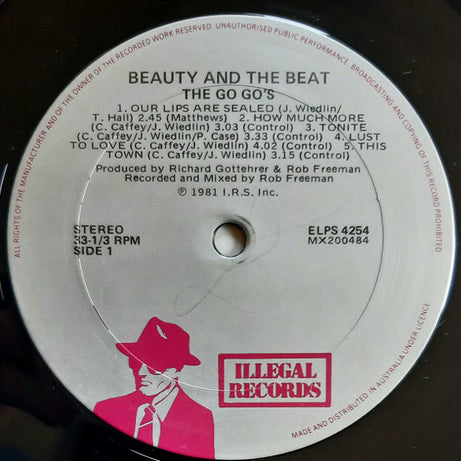 ALL RIGHTS OF THE MANUFACTURER AND OF THE OWNER OF THE RECORDED WORK RESERVED. UNAUTHORISED PUBLIC PERFORMANCE, BROADCASTING AND COPYING OF THIS RECORD PROHIBITED.
BEAUTY AND THE BEAT
THE GO GO'S
1. OUR LIPS ARE SEALED (J. Wiedlin/
T. Hall) 2.45 (Matthews) 2. HOW MUCH MORE
(C. Caffey/J. Wiedlin) 3.03 (Control) 3. TONITE
(C. Caffey/J. Wiedlin/P. Case) 3.33 (Control) 4. LUST
TO LOVE (C. Caffey/J. Wiedlin) 4.02 (Control) 5. THIS
TOWN (C. Caffey/J. Wiedlin) 3.15 (Control)
Produced by Richard Gottehrer & Rob Freeman
Recorded and Mixed by Rob Freeman
℗ 1981 I.R.S. Inc.
STEREO
33-1/3 RPM
SIDE 1
ELPS 4254
MX200484
ILLEGAL
RECORDS
MADE AND DISTRIBUTED IN AUSTRALIA UNDER LICENCE